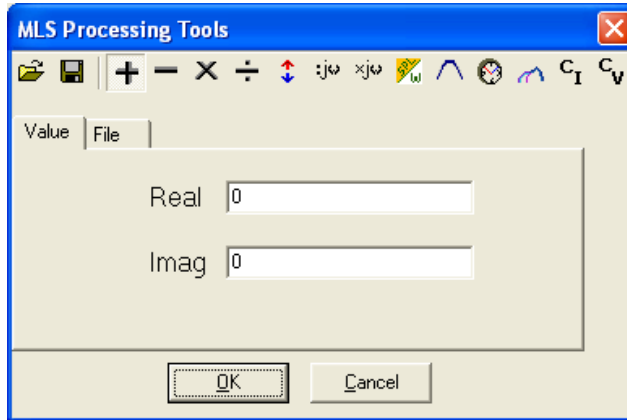 MLS Processing Tools
+ − × ÷ :jω ×jω CI CV
Value File
Real 0
Imag 0
OK Cancel